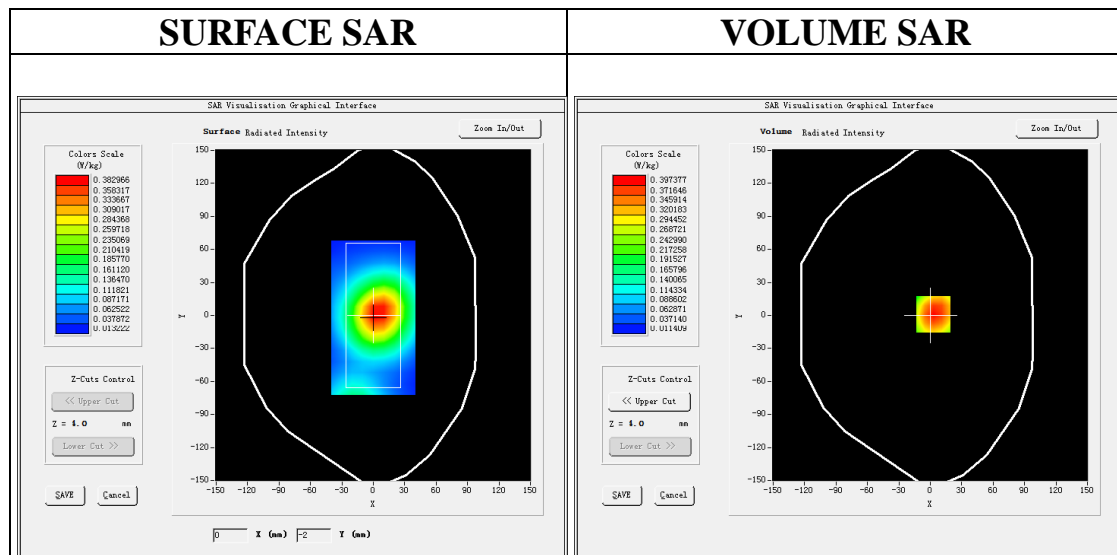 SURFACE SAR
VOLUME SAR
SAR Visualisation Graphical Interface
Surface Radiated Intensity
Zoom In/Out
Colors Scale
(W/kg)
0.382966
0.358317
0.333667
0.309017
0.284368
0.259718
0.235069
0.210419
0.185770
0.161120
0.136470
0.111821
0.087171
0.062522
0.037872
0.013222
150
120
90
60
30
0
-30
-60
-90
-120
-150
Y
-150 -120 -90 -60 -30 0 30 60 90 120 150
X
Z-Cuts Control
<< Upper Cut
Z = 4.0 mm
Lower Cut >>
SAVE Cancel
0 X (mm) -2 Y (mm)
SAR Visualisation Graphical Interface
Volume Radiated Intensity
Zoom In/Out
Colors Scale
(W/kg)
0.397377
0.371646
0.345914
0.320183
0.294452
0.268721
0.242990
0.217258
0.191527
0.165796
0.140065
0.114334
0.088602
0.062871
0.037140
0.011409
150
120
90
60
30
0
-30
-60
-90
-120
-150
Y
-150 -120 -90 -60 -30 0 30 60 90 120 150
X
Z-Cuts Control
<< Upper Cut
Z = 4.0 mm
Lower Cut >>
SAVE Cancel